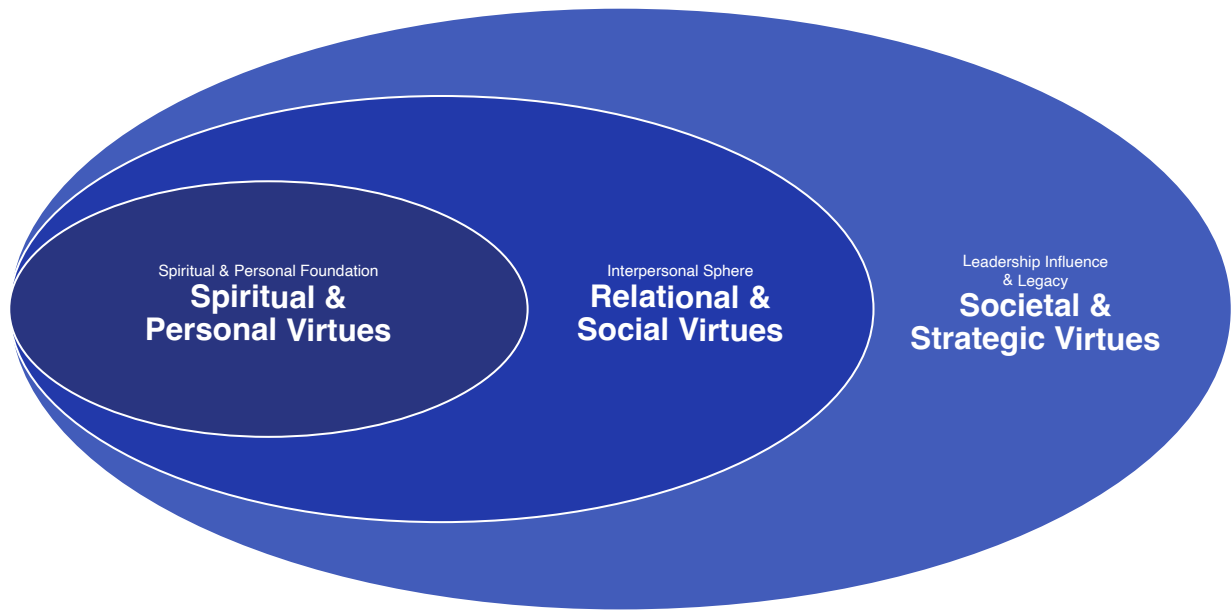 Spiritual & Personal Foundation
Spiritual &
Personal Virtues
Interpersonal Sphere
Relational &
Social Virtues
Leadership Influence
& Legacy
Societal &
Strategic Virtues